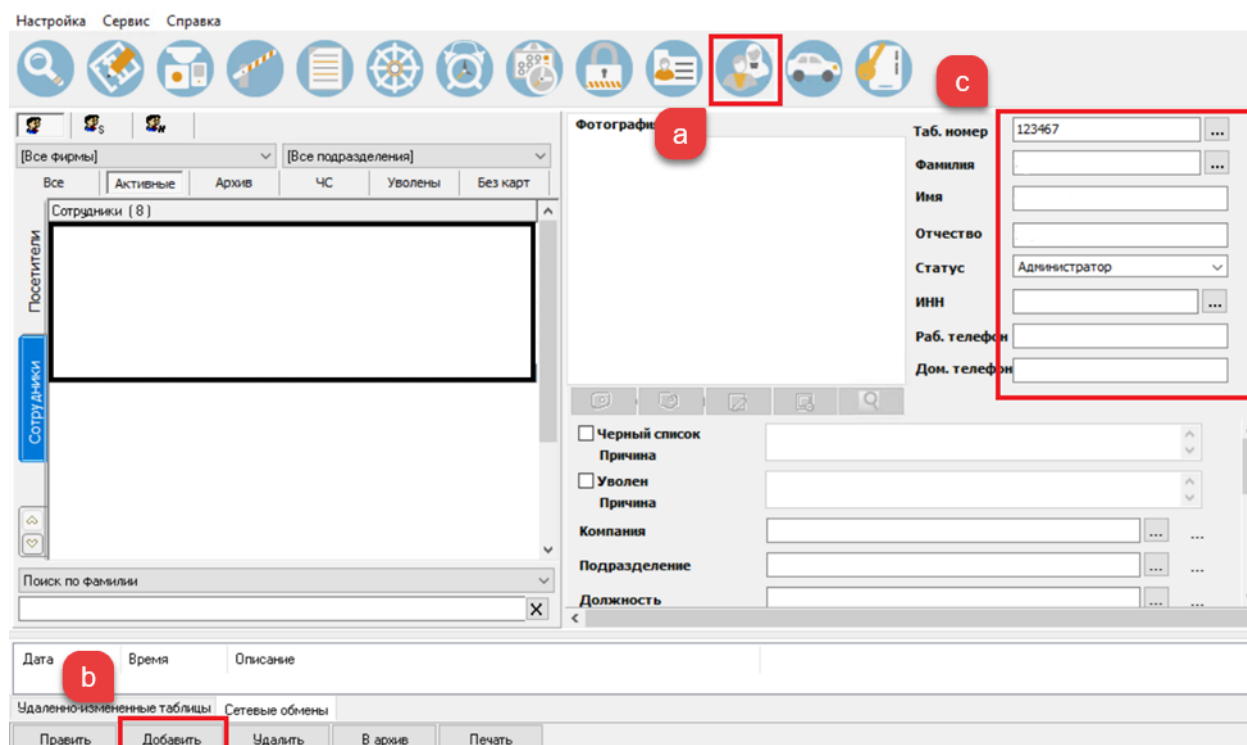 Настройка Сервис Справка
a
c
S
N
[Все фирмы] [Все подразделения]
Все Активные Архив ЧС Уволены Без карт
Сотрудники (8)
Посетители
Сотрудники
Поиск по фамилии
X
Фотография
Таб. номер 123467 ...
Фамилия ...
Имя
Отчество
Статус Администратор
ИНН ...
Раб. телефон
Дом. телефон
Черный список
Причина
Уволен
Причина
Компания ... ...
Подразделение ... ...
Должность ... ...
Дата Время Описание
b
Удаленно-измененные таблицы Сетевые обмены
Править Добавить Удалить В архив Печать